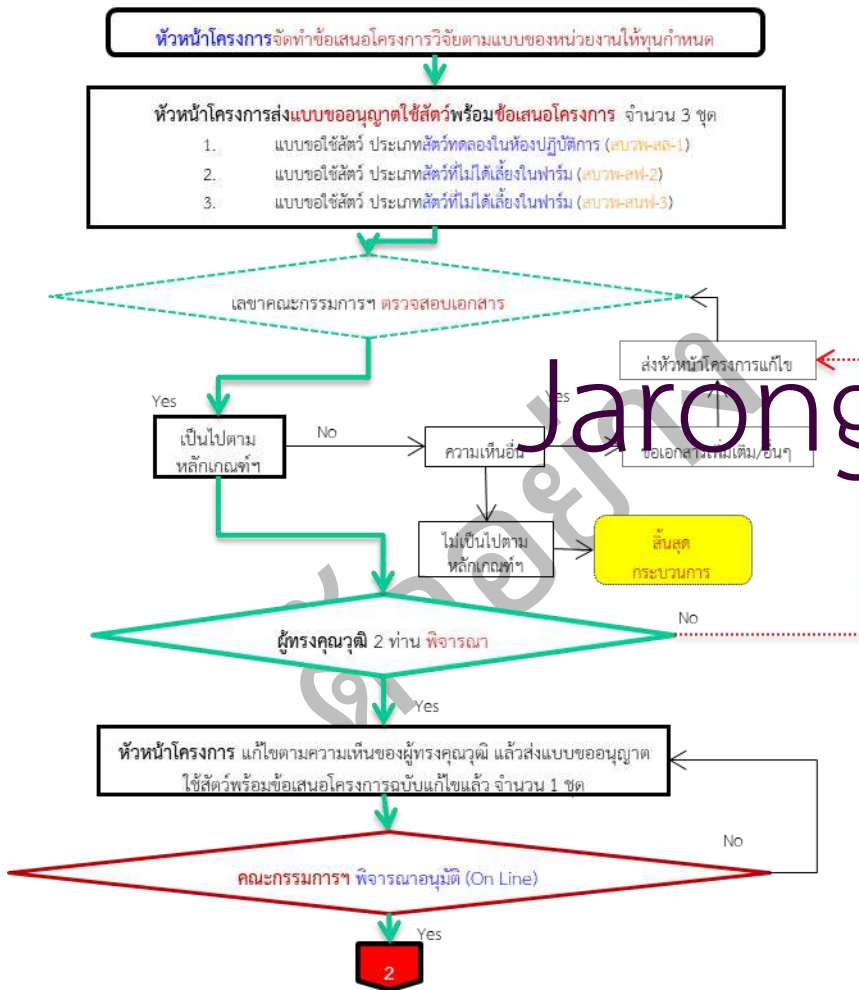 หัวหน้าโครงการจัดทำข้อเสนอโครงการวิจัยตามแบบของหน่วยงานให้ทุนกำหนด
หัวหน้าโครงการส่งแบบขออนุญาตใช้สัตว์พร้อมข้อเสนอโครงการ จำนวน 3 ชุด
1. แบบขอใช้สัตว์ ประเภทสัตว์ทดลองในห้องปฏิบัติการ (สบวพ-สล-1)
2. แบบขอใช้สัตว์ ประเภทสัตว์ที่ไม่ได้เลี้ยงในฟาร์ม (สบวพ-สฟ-2)
3. แบบขอใช้สัตว์ ประเภทสัตว์ที่ไม่ได้เลี้ยงในฟาร์ม (สบวพ-สนฟ-3)
เลขาคณะกรรมการฯ ตรวจสอบเอกสาร
ส่งหัวหน้าโครงการแก้ไข
Yes
Yes
Jarong
เป็นไปตาม
หลักเกณฑ์ฯ
No
ความเห็นอื่น
ขอเอกสารเพิ่มเติม/อื่นๆ
ไม่เป็นไปตาม
หลักเกณฑ์ฯ
สิ้นสุด
กระบวนการ
ตัวอย่าง
No
ผู้ทรงคุณวุฒิ 2 ท่าน พิจารณา
Yes
หัวหน้าโครงการ แก้ไขตามความเห็นของผู้ทรงคุณวุฒิ แล้วส่งแบบขออนุญาต
ใช้สัตว์พร้อมข้อเสนอโครงการฉบับแก้ไขแล้ว จำนวน 1 ชุด
No
คณะกรรมการฯ พิจารณาอนุมัติ (On Line)
Yes
2